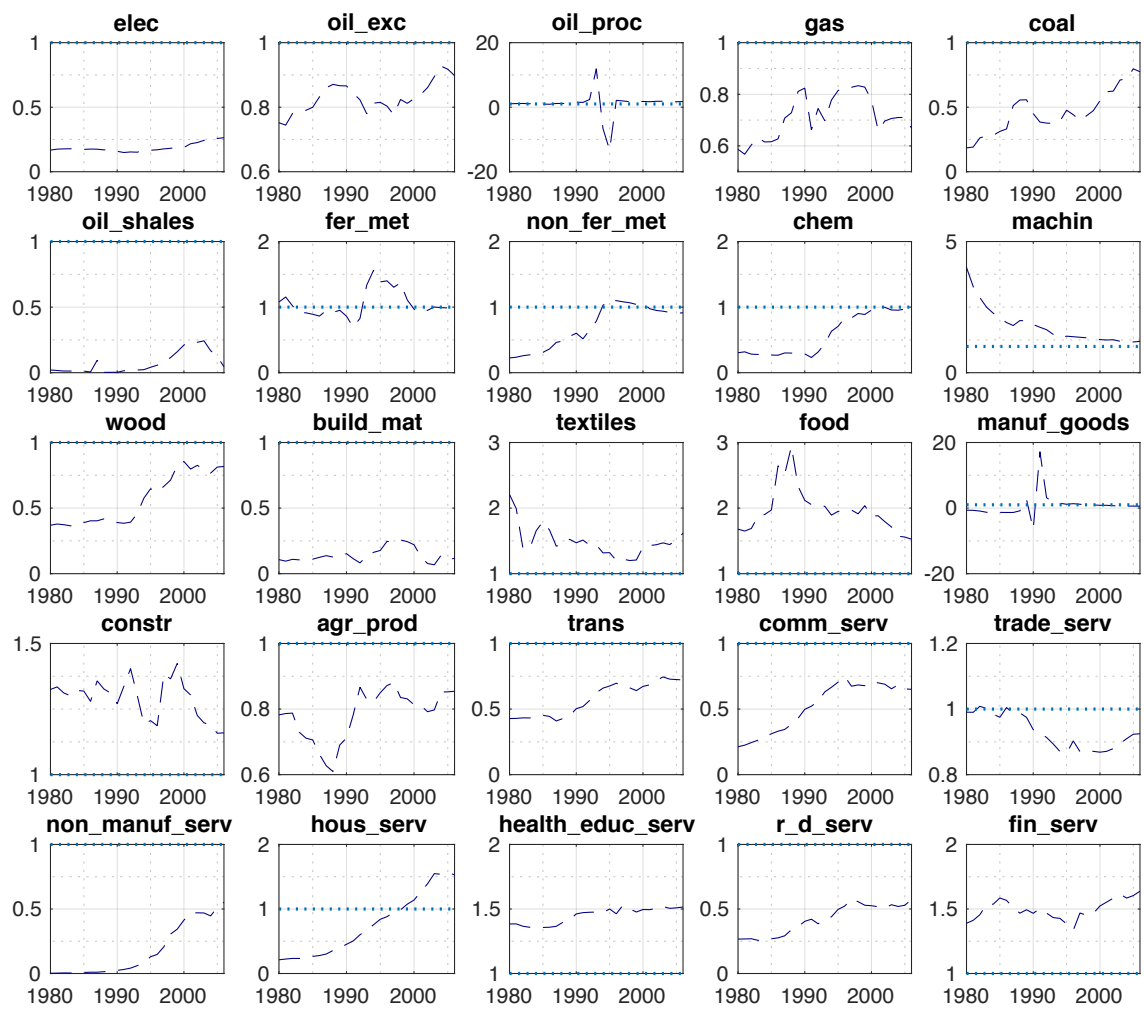 elec oil_exc oil_proc gas coal
1 1 20 1
0.5 0.8 0 0.8 0.5
0.6
0 0.6 -20 0
1980 1990 2000 1980 1990 2000 1980 1990 2000 1980 1990 2000 1980 1990 2000
oil_shales fer_met non_fer_met chem machin
1 2 2 2 5
0.5 1 1 1
0 0 0 0 0
1980 1990 2000 1980 1990 2000 1980 1990 2000 1980 1990 2000 1980 1990 2000
wood build_mat textiles food manuf_goods
1 1 3 3 20
0.5 0.5 2 2 0
0 0 1 1 -20
1980 1990 2000 1980 1990 2000 1980 1990 2000 1980 1990 2000 1980 1990 2000
constr agr_prod trans comm_serv trade_serv
1.5 1 1 1 1.2
0.8 0.5 0.5 1
1 0.6 0 0 0.8
1980 1990 2000 1980 1990 2000 1980 1990 2000 1980 1990 2000 1980 1990 2000
non_manuf_serv hous_serv health_educ_serv r_d_serv fin_serv
1 2 2 1 2
0.5 1 1.5 0.5 1.5
0 0 1 0 1
1980 1990 2000 1980 1990 2000 1980 1990 2000 1980 1990 2000 1980 1990 2000